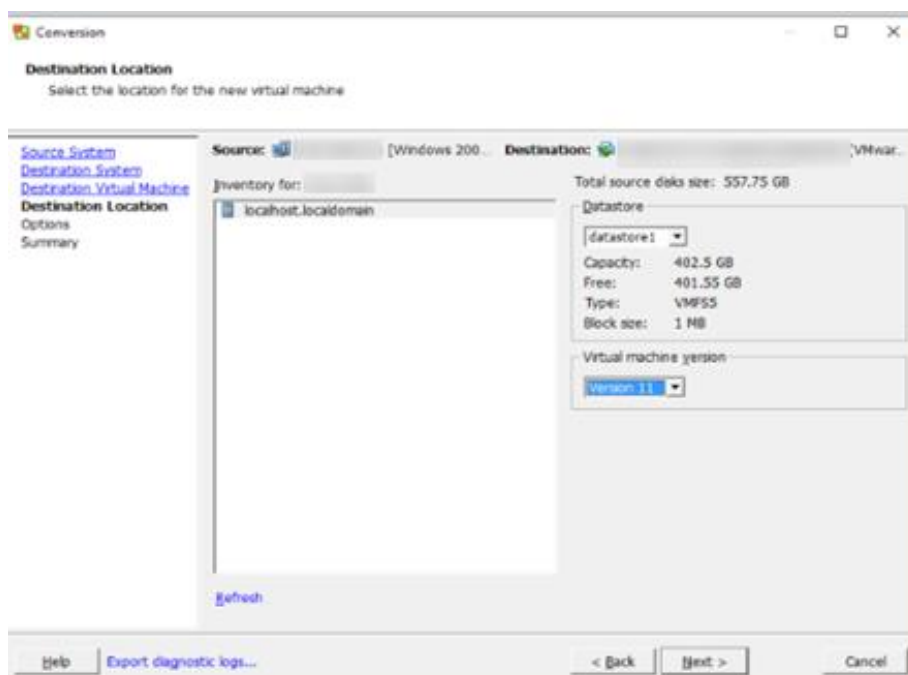 Conversion
Destination Location
Select the location for the new virtual machine
Source System
Destination System
Destination Virtual Machine
Destination Location
Options
Summary
Source: [Windows 200... Destination: [VMwar...
Inventory for:
localhost.localdomain
Refresh
Total source disks size: 557.75 GB
Datastore
datastore1
Capacity: 402.5 GB
Free: 401.55 GB
Type: VMFS5
Block size: 1 MB
Virtual machine version
Version 11
Help Export diagnostic logs... < Back Next > Cancel